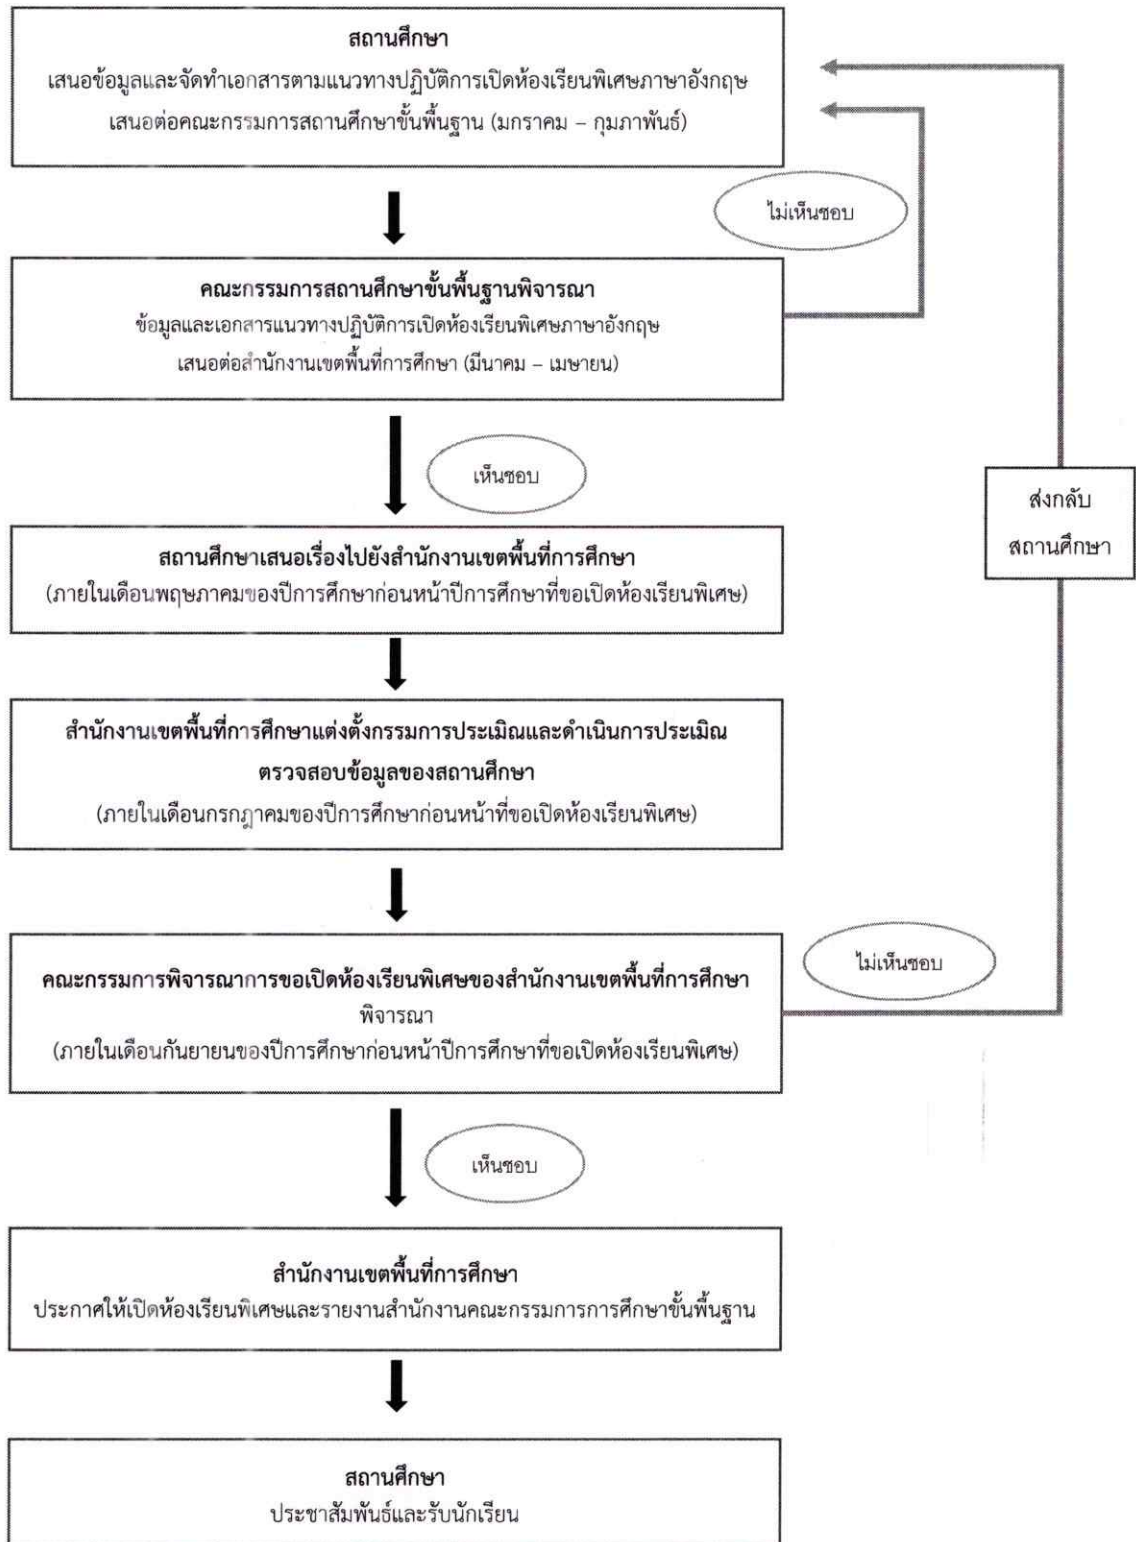 สถานศึกษา
เสนอข้อมูลและจัดทำเอกสารตามแนวทางปฏิบัติการเปิดห้องเรียนพิเศษภาษาอังกฤษ
เสนอต่อคณะกรรมการสถานศึกษาขั้นพื้นฐาน (มกราคม – กุมภาพันธ์)
ไม่เห็นชอบ
คณะกรรมการสถานศึกษาขั้นพื้นฐานพิจารณา
ข้อมูลและเอกสารแนวทางปฏิบัติการเปิดห้องเรียนพิเศษภาษาอังกฤษ
เสนอต่อสำนักงานเขตพื้นที่การศึกษา (มีนาคม – เมษายน)
เห็นชอบ
ส่งกลับ
สถานศึกษา
สถานศึกษาเสนอเรื่องไปยังสำนักงานเขตพื้นที่การศึกษา
(ภายในเดือนพฤษภาคมของปีการศึกษาก่อนหน้าปีการศึกษาที่ขอเปิดห้องเรียนพิเศษ)
สำนักงานเขตพื้นที่การศึกษาแต่งตั้งกรรมการประเมิณและดำเนินการประเมิณ
ตรวจสอบข้อมูลของสถานศึกษา
(ภายในเดือนกรกฎาคมของปีการศึกษาก่อนหน้าที่ขอเปิดห้องเรียนพิเศษ)
ไม่เห็นชอบ
คณะกรรมการพิจารณาการขอเปิดห้องเรียนพิเศษของสำนักงานเขตพื้นที่การศึกษา
พิจารณา
(ภายในเดือนกันยายนของปีการศึกษาก่อนหน้าปีการศึกษาที่ขอเปิดห้องเรียนพิเศษ)
เห็นชอบ
สำนักงานเขตพื้นที่การศึกษา
ประกาศให้เปิดห้องเรียนพิเศษและรายงานสำนักงานคณะกรรมการการศึกษาขั้นพื้นฐาน
สถานศึกษา
ประชาสัมพันธ์และรับนักเรียน